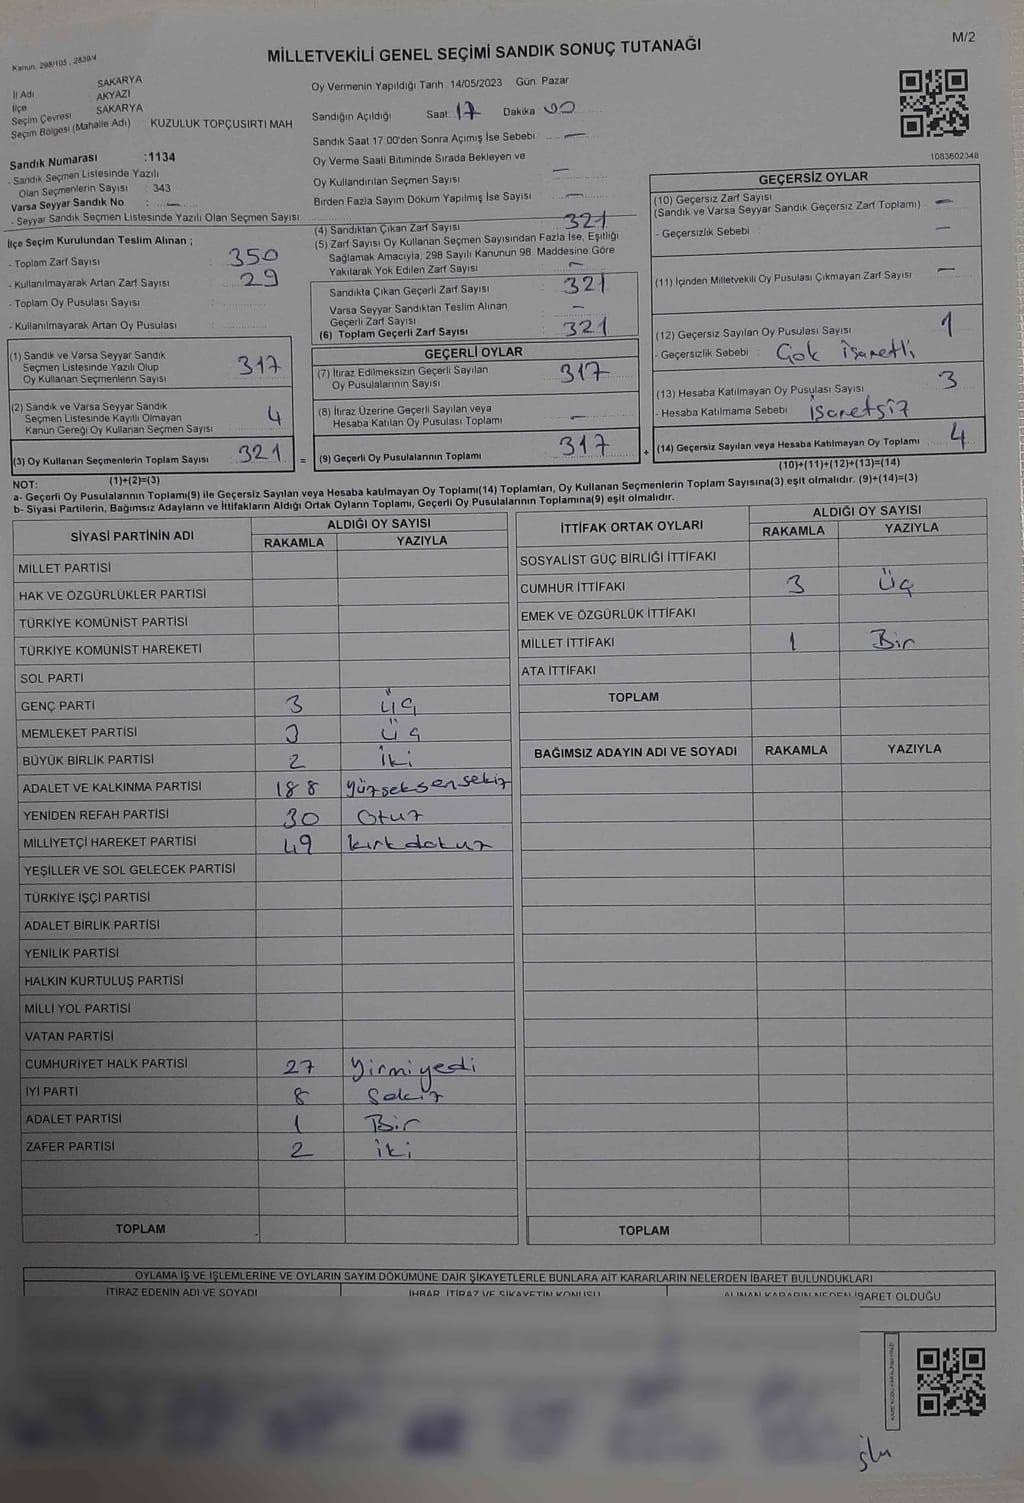 Kanun, 298/105 , 2839/4
MİLLETVEKİLİ GENEL SEÇİMİ SANDIK SONUÇ TUTANAĞI
M/2
İl Adı SAKARYA
İlçe AKYAZI
Seçim Çevresi SAKARYA
Seçim Bölgesi (Mahalle Adı) KUZULUK TOPÇUSIRTI MAH
Sandık Numarası :1134
- Sandık Seçmen Listesinde Yazılı
Olan Seçmenlerin Sayısı : 343
Varsa Seyyar Sandık No : -
- Seyyar Sandık Seçmen Listesinde Yazılı Olan Seçmen Sayısı :
Oy Vermenin Yapıldığı Tarih : 14/05/2023 Gün: Pazar
Sandığın Açıldığı Saat: 17 Dakika 00
Sandık Saat 17.00'den Sonra Açımış İse Sebebi -
Oy Verme Saati Bitiminde Sırada Bekleyen ve
Oy Kullandırılan Seçmen Sayısı -
Birden Fazla Sayım Döküm Yapılmış İse Sayısı -
1083602348
İlçe Seçim Kurulundan Teslim Alınan ;
- Toplam Zarf Sayısı : 350
- Kullanılmayarak Artan Zarf Sayısı : 29
- Toplam Oy Pusulası Sayısı :
- Kullanılmayarak Artan Oy Pusulası :
(4) Sandıktan Çıkan Zarf Sayısı 321
(5) Zarf Sayısı Oy Kullanan Seçmen Sayısından Fazla İse, Eşitliği
Sağlamak Amacıyla, 298 Sayılı Kanunun 98. Maddesine Göre
Yakılarak Yok Edilen Zarf Sayısı -
Sandıkta Çıkan Geçerli Zarf Sayısı : 321
Varsa Seyyar Sandıktan Teslim Alınan
Geçerli Zarf Sayısı : -
(6) Toplam Geçerli Zarf Sayısı : 321
GEÇERSİZ OYLAR
(10) Geçersiz Zarf Sayısı
(Sandık ve Varsa Seyyar Sandık Geçersiz Zarf Toplamı) -
- Geçersizlik Sebebi : -
(11) İçinden Milletvekili Oy Pusulası Çıkmayan Zarf Sayısı -
(12) Geçersiz Sayılan Oy Pusulası Sayısı 1
- Geçersizlik Sebebi : Çok işaretli
(13) Hesaba Katılmayan Oy Pusulası Sayısı 3
- Hesaba Katılmama Sebebi : işaretsiz
(14) Geçersiz Sayılan veya Hesaba Katılmayan Oy Toplamı 4
(10)+(11)+(12)+(13)=(14)
(1) Sandık ve Varsa Seyyar Sandık
Seçmen Listesinde Yazılı Olup
Oy Kullanan Seçmenlerin Sayısı 317
(2) Sandık ve Varsa Seyyar Sandık
Seçmen Listesinde Kayıtlı Olmayan
Kanun Gereği Oy Kullanan Seçmen Sayısı 4
(3) Oy Kullanan Seçmenlerin Toplam Sayısı 321
(1)+(2)=(3)
=
GEÇERLİ OYLAR
(7) İtiraz Edilmeksizin Geçerli Sayılan
Oy Pusulalarının Sayısı : 317
(8) İtiraz Üzerine Geçerli Sayılan veya
Hesaba Katılan Oy Pusulası Toplamı : -
(9) Geçerli Oy Pusulalarının Toplamı : 317
+
NOT:
a- Geçerli Oy Pusulalarının Toplamı(9) ile Geçersiz Sayılan veya Hesaba katılmayan Oy Toplamı(14) Toplamları, Oy Kullanan Seçmenlerin Toplam Sayısına(3) eşit olmalıdır. (9)+(14)=(3)
b- Siyasi Partilerin, Bağımsız Adayların ve İttifakların Aldığı Ortak Oyların Toplamı, Geçerli Oy Pusulalarının Toplamına(9) eşit olmalıdır.
SİYASİ PARTİNİN ADI ALDIĞI OY SAYISI
RAKAMLA YAZIYLA
MİLLET PARTİSİ
HAK VE ÖZGÜRLÜKLER PARTİSİ
TÜRKİYE KOMÜNİST PARTİSİ
TÜRKİYE KOMÜNİST HAREKETİ
SOL PARTİ
GENÇ PARTİ 3 üç
MEMLEKET PARTİSİ 3 üç
BÜYÜK BİRLİK PARTİSİ 2 iki
ADALET VE KALKINMA PARTİSİ 188 yüzseksensekiz
YENİDEN REFAH PARTİSİ 30 Otuz
MİLLİYETÇİ HAREKET PARTİSİ 49 kırkdokuz
YEŞİLLER VE SOL GELECEK PARTİSİ
TÜRKİYE İŞÇİ PARTİSİ
ADALET BİRLİK PARTİSİ
YENİLİK PARTİSİ
HALKIN KURTULUŞ PARTİSİ
MİLLİ YOL PARTİSİ
VATAN PARTİSİ
CUMHURİYET HALK PARTİSİ 27 Yirmiyedi
İYİ PARTİ 8 Sekiz
ADALET PARTİSİ 1 Bir
ZAFER PARTİSİ 2 iki
TOPLAM
İTTİFAK ORTAK OYLARI ALDIĞI OY SAYISI
RAKAMLA YAZIYLA
SOSYALİST GÜÇ BİRLİĞİ İTTİFAKI
CUMHUR İTTİFAKI 3 Üç
EMEK VE ÖZGÜRLÜK İTTİFAKI
MİLLET İTTİFAKI 1 Bir
ATA İTTİFAKI
TOPLAM
BAĞIMSIZ ADAYIN ADI VE SOYADI RAKAMLA YAZIYLA
TOPLAM
OYLAMA İŞ VE İŞLEMLERİNE VE OYLARIN SAYIM DÖKÜMÜNE DAİR ŞİKAYETLERLE BUNLARA AİT KARARLARIN NELERDEN İBARET BULUNDUKLARI
İTİRAZ EDENİN ADI VE SOYADI İHBAR, İTİRAZ VE ŞİKAYETİN KONUSU ALINAN KARARIN NEDEN İBARET OLDUĞU